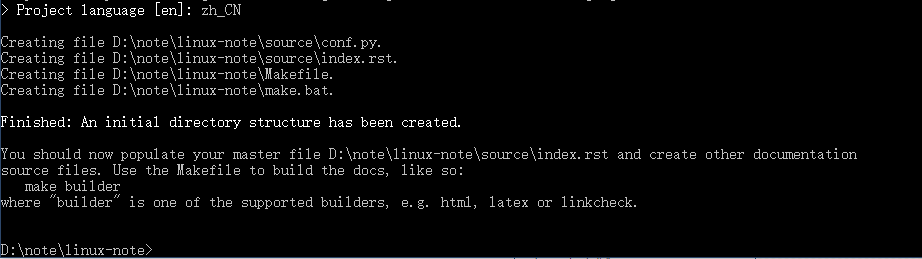 > Project language [en]: zh_CN
Creating file D:\note\linux-note\source\conf.py.
Creating file D:\note\linux-note\source\index.rst.
Creating file D:\note\linux-note\Makefile.
Creating file D:\note\linux-note\make.bat.
Finished: An initial directory structure has been created.
You should now populate your master file D:\note\linux-note\source\index.rst and create other documentation
source files. Use the Makefile to build the docs, like so:
make builder
where "builder" is one of the supported builders, e.g. html, latex or linkcheck.
D:\note\linux-note>